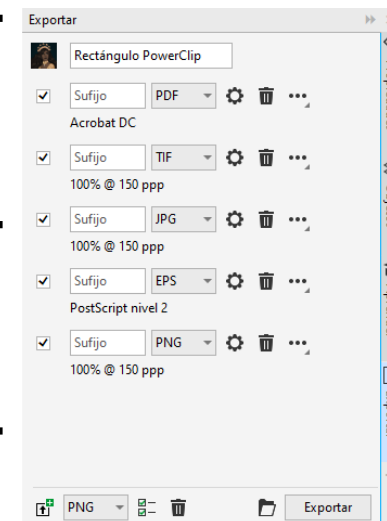 Exportar
Rectángulo PowerClip
Sufijo PDF
Acrobat DC
Sufijo TIF
100% @ 150 ppp
Sufijo JPG
100% @ 150 ppp
Sufijo EPS
PostScript nivel 2
Sufijo PNG
100% @ 150 ppp
PNG Exportar